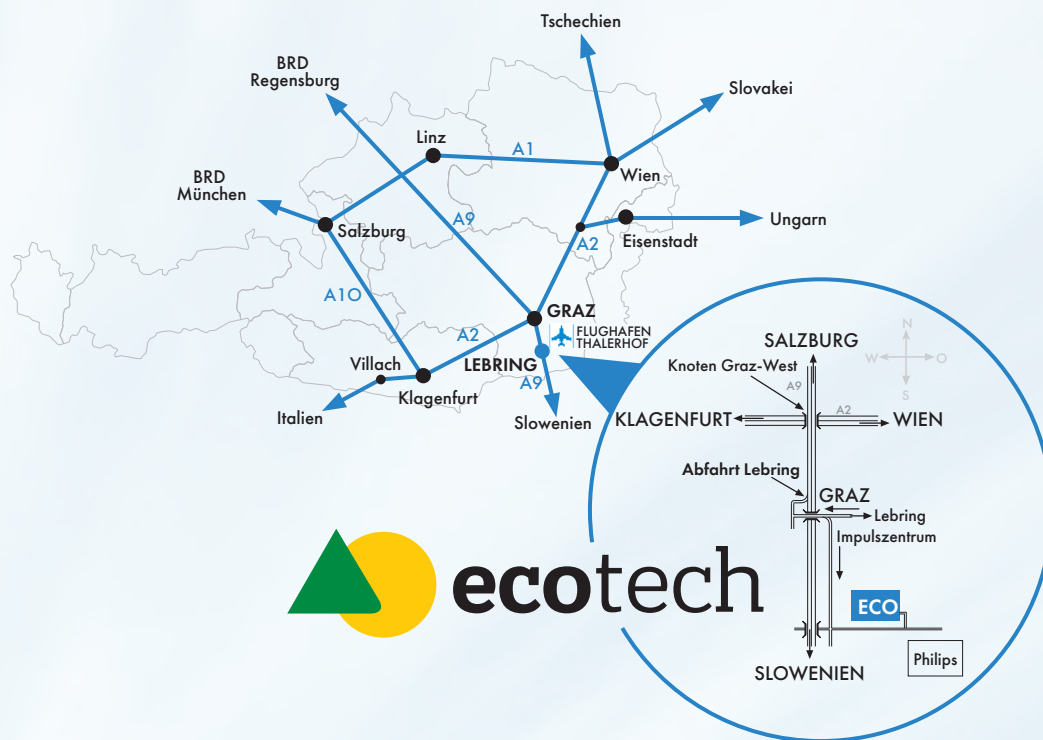 Tschechien
BRD
Regensburg
Slovakei
Linz
A1
Wien
BRD
München
A9
Salzburg
Eisenstadt
Ungarn
A2
A10
GRAZ
FLUGHAFEN
THALERHOF
A2
Villach
LEBRING
A9
Klagenfurt
Italien
Slowenien
N
W
O
S
SALZBURG
Knoten Graz-West
A9
A2
KLAGENFURT
WIEN
Abfahrt Lebring
GRAZ
Lebring
Impulszentrum
ecotech
ECO
Philips
SLOWENIEN